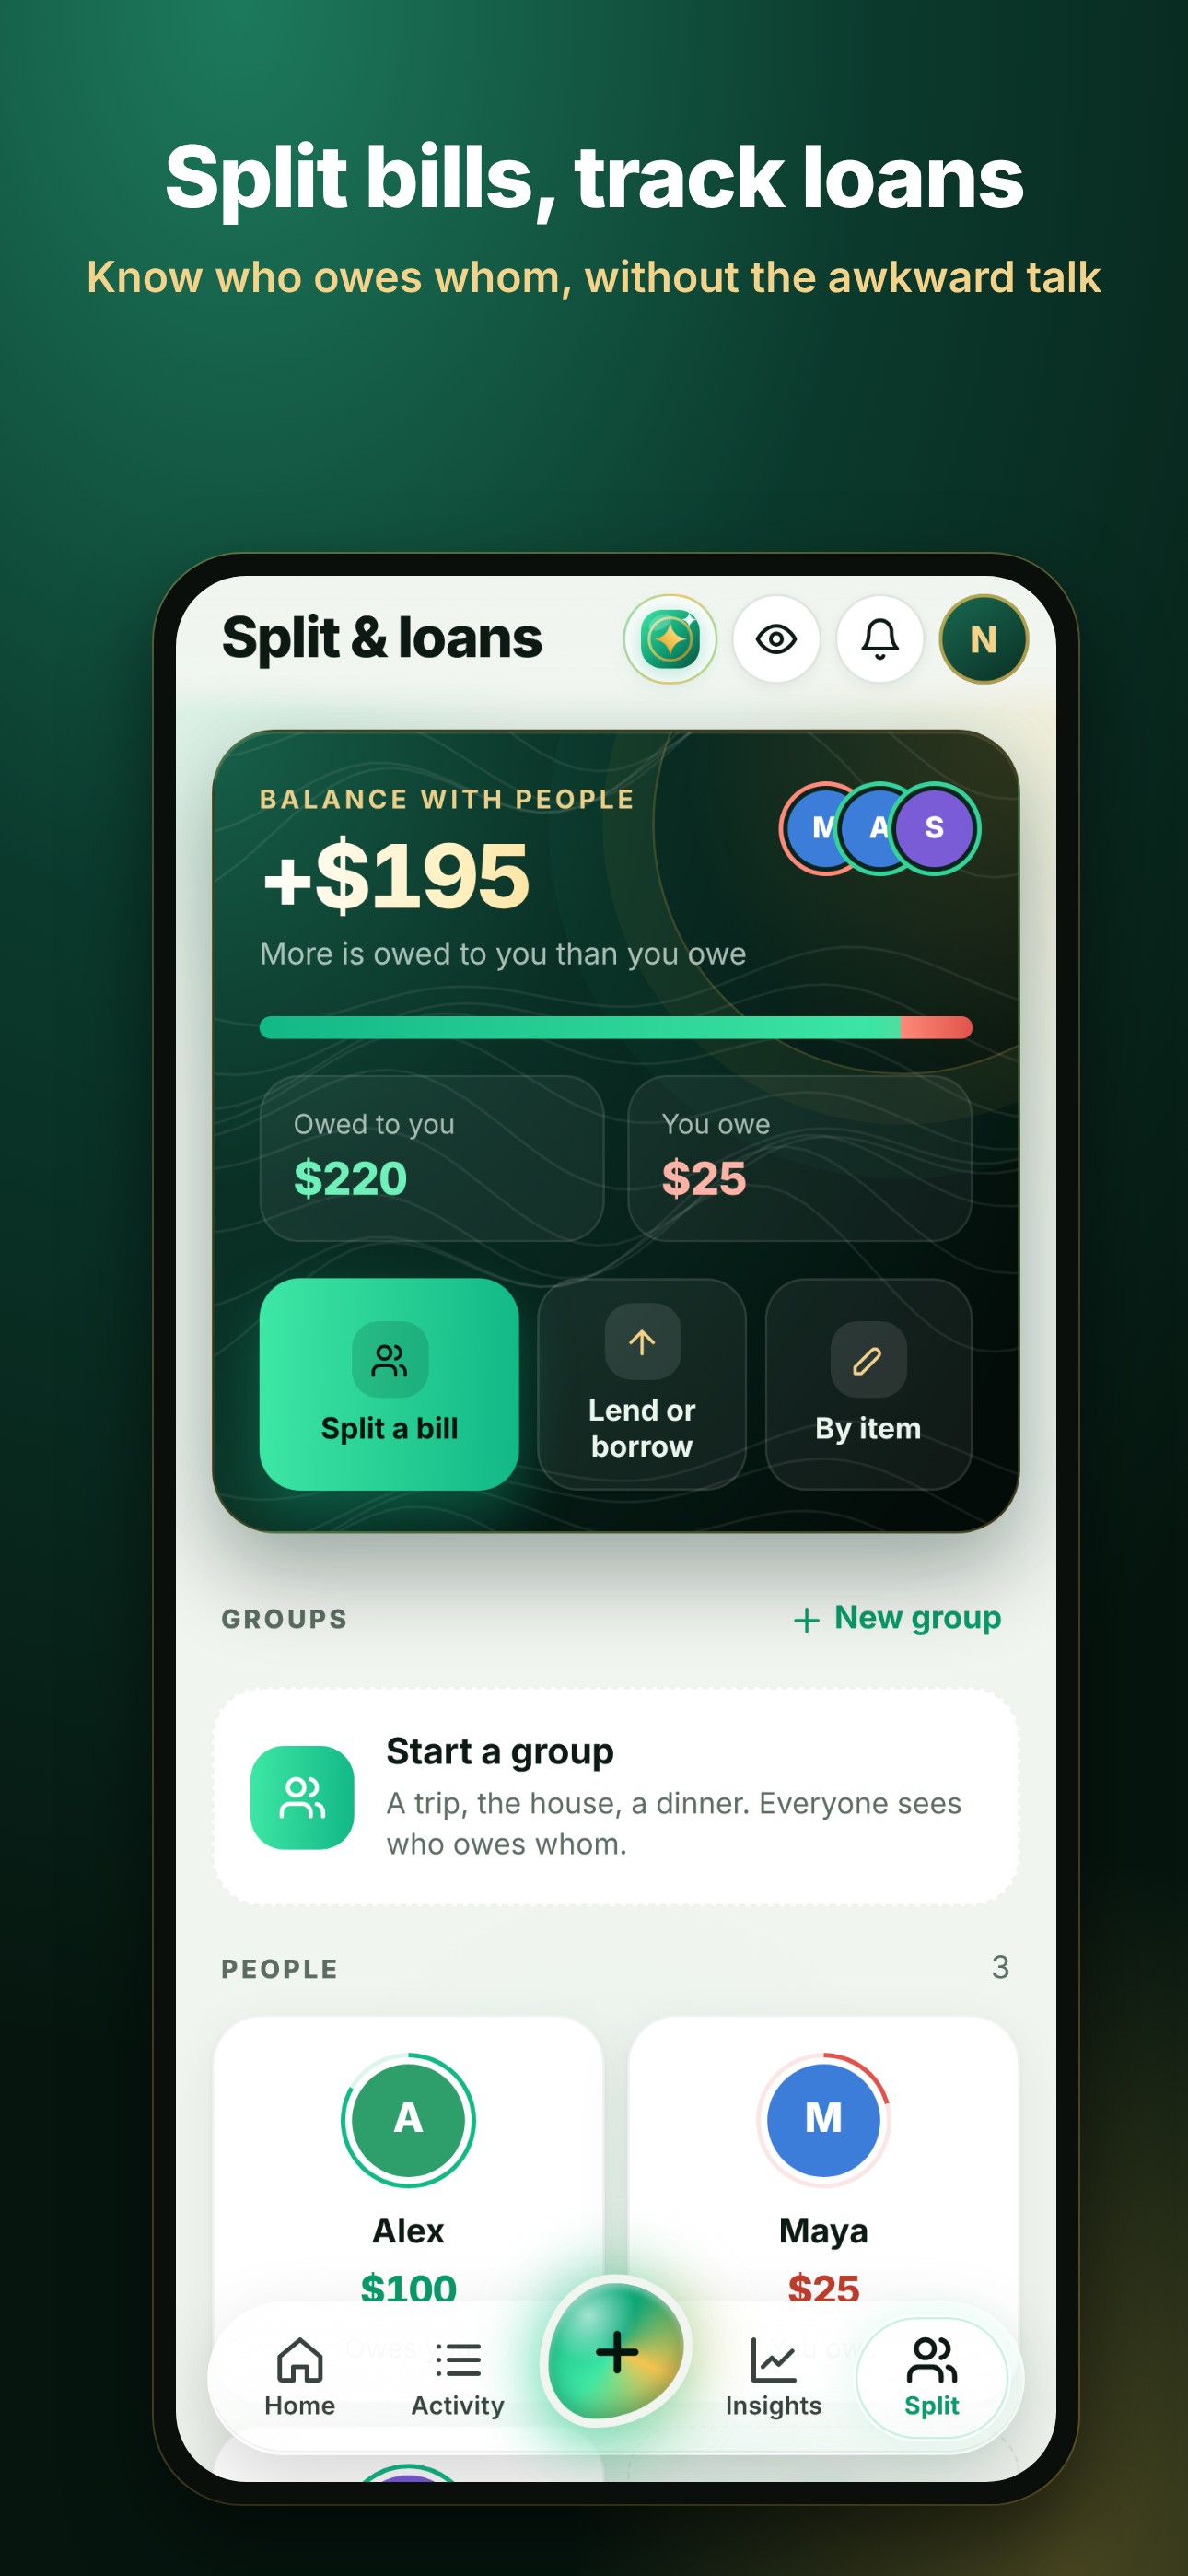 Split bills, track loans
Know who owes whom, without the awkward talk
Split & loans
N
BALANCE WITH PEOPLE
M A S
+$195
More is owed to you than you owe
Owed to you
You owe
$220
$25
Split a bill
Lend or
borrow
By item
GROUPS
+ New group
Start a group
A trip, the house, a dinner. Everyone sees
who owes whom.
PEOPLE
3
A
M
Alex
Maya
$100
$25
Home
Activity
+
Insights
Split